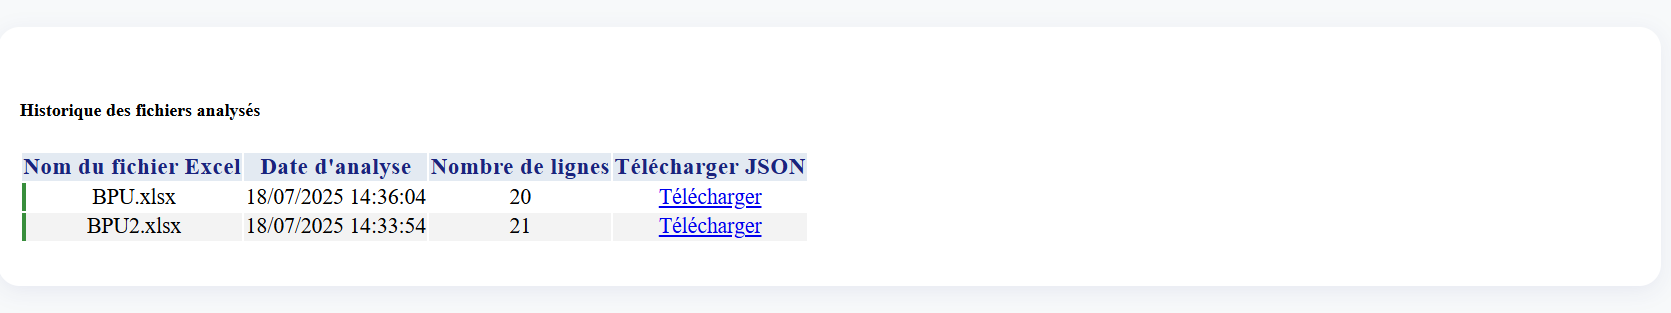 Historique des fichiers analysés
Nom du fichier Excel Date d'analyse Nombre de lignes Télécharger JSON
BPU.xlsx 18/07/2025 14:36:04 20 Télécharger
BPU2.xlsx 18/07/2025 14:33:54 21 Télécharger